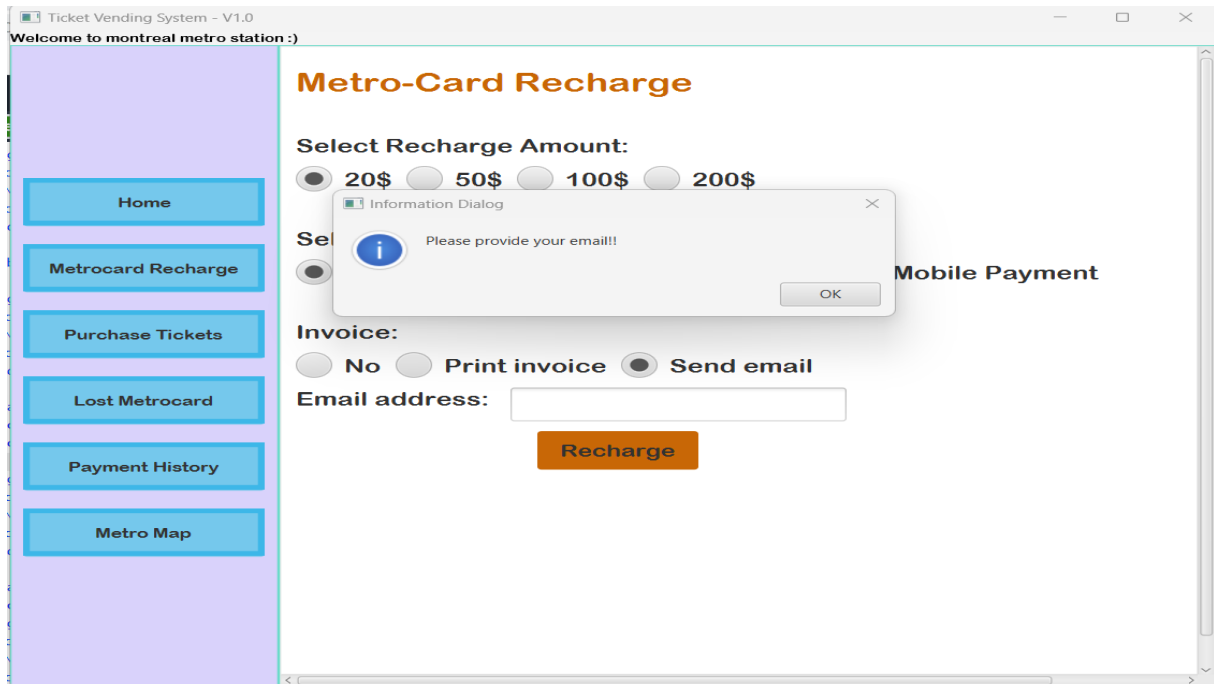 Ticket Vending System - V1.0
Welcome to montreal metro station :)
Home
Metrocard Recharge
Purchase Tickets
Lost Metrocard
Payment History
Metro Map
Metro-Card Recharge
Select Recharge Amount:
20$ 50$ 100$ 200$
Information Dialog
Please provide your email!!
OK
Mobile Payment
Invoice:
No Print invoice Send email
Email address:
Recharge